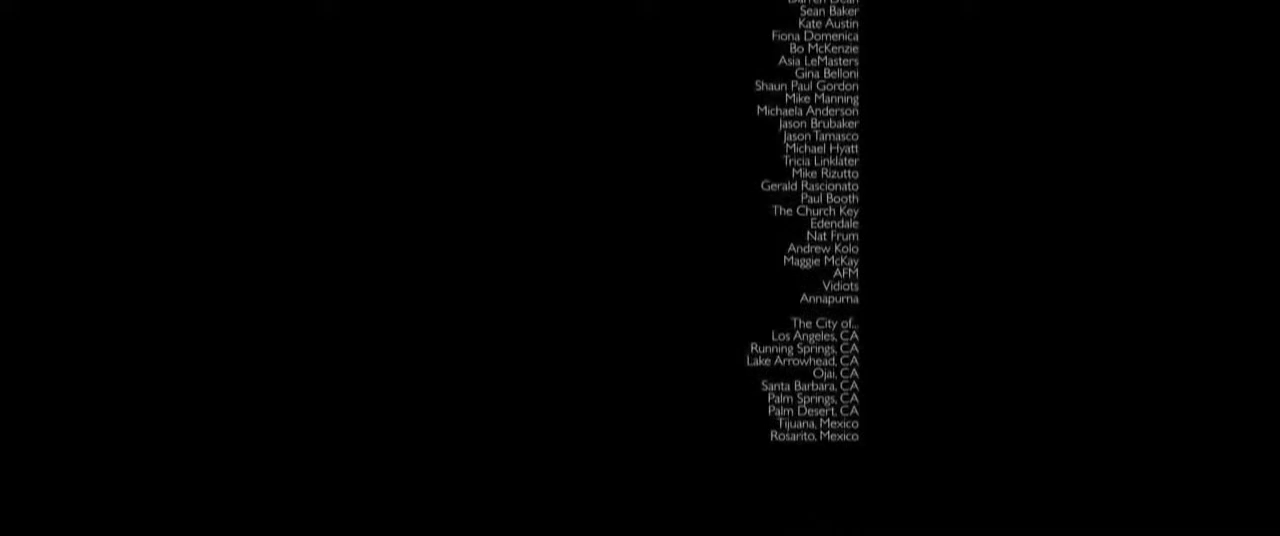 Sean Baker
Kate Austin
Fiona Domenica
Bo McKenzie
Asia LeMasters
Gina Belloni
Shaun Paul Gordon
Mike Manning
Michaela Anderson
Jason Brubaker
Jason Tamasco
Michael Hyatt
Tricia Linklater
Mike Rizutto
Gerald Rascionato
Paul Booth
The Church Key
Edendale
Nat Frum
Andrew Kolo
Maggie McKay
AFM
Vidiots
Annapurna
The City of...
Los Angeles, CA
Running Springs, CA
Lake Arrowhead, CA
Ojai, CA
Santa Barbara, CA
Palm Springs, CA
Palm Desert, CA
Tijuana, Mexico
Rosarito, Mexico